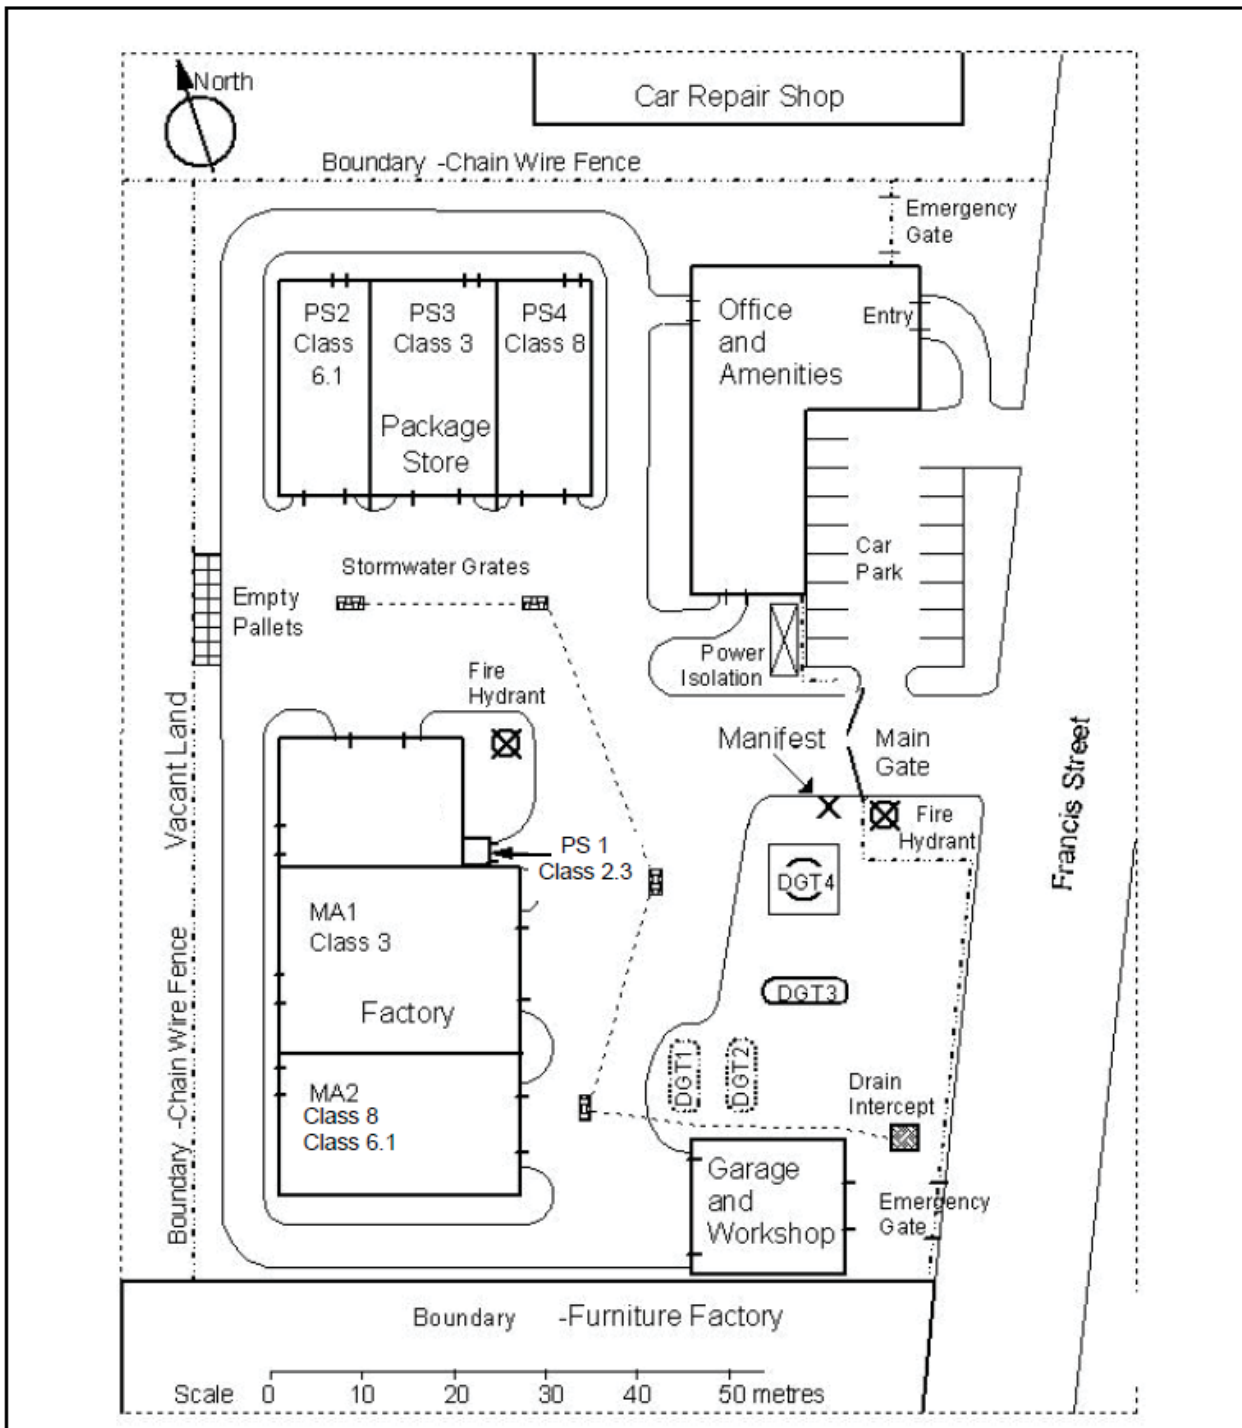 North
Car Repair Shop
Boundary -Chain Wire Fence
Emergency
Gate
PS2
Class
6.1
PS3
Class 3
PS4
Class 8
Package
Store
Office
and
Amenities
Entry
Car
Park
Stormwater Grates
Empty
Pallets
Power
Isolation
Fire
Hydrant
Manifest
Main
Gate
Fire
Hydrant
Vacant Land
Boundary -Chain Wire Fence
Francis Street
PS 1
Class 2.3
DGT4
MA1
Class 3
Factory
DGT3
DGT1
DGT2
MA2
Class 8
Class 6.1
Drain
Intercept
Garage
and
Workshop
Emergency
Gate
Boundary -Furniture Factory
Scale 0 10 20 30 40 50 metres